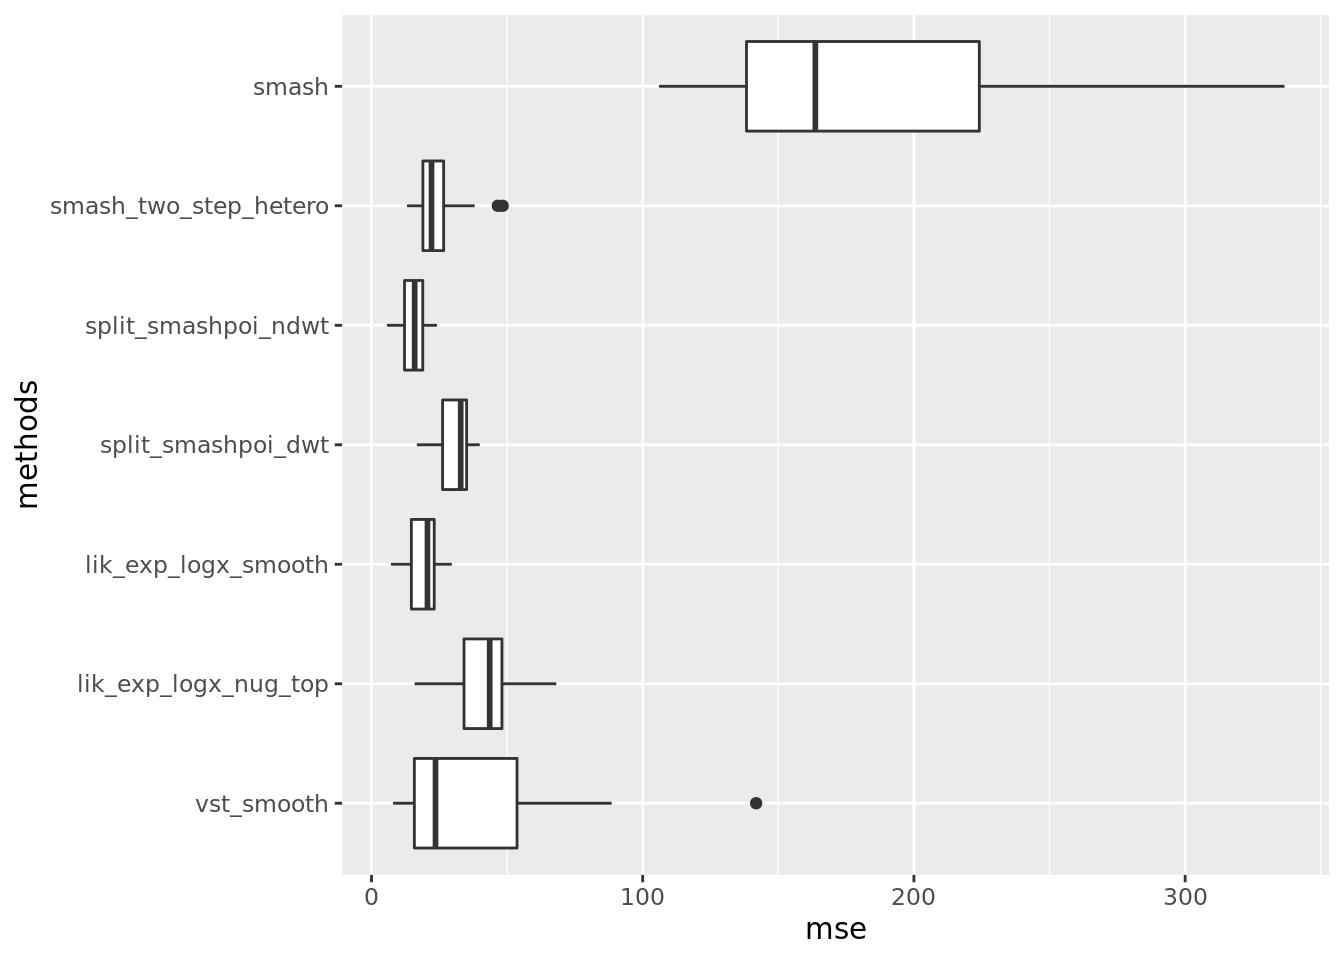 smash
smash_two_step_hetero
split_smashpoi_ndwt
split_smashpoi_dwt
lik_exp_logx_smooth
lik_exp_logx_nug_top
vst_smooth
methods
0 100 200 300
mse